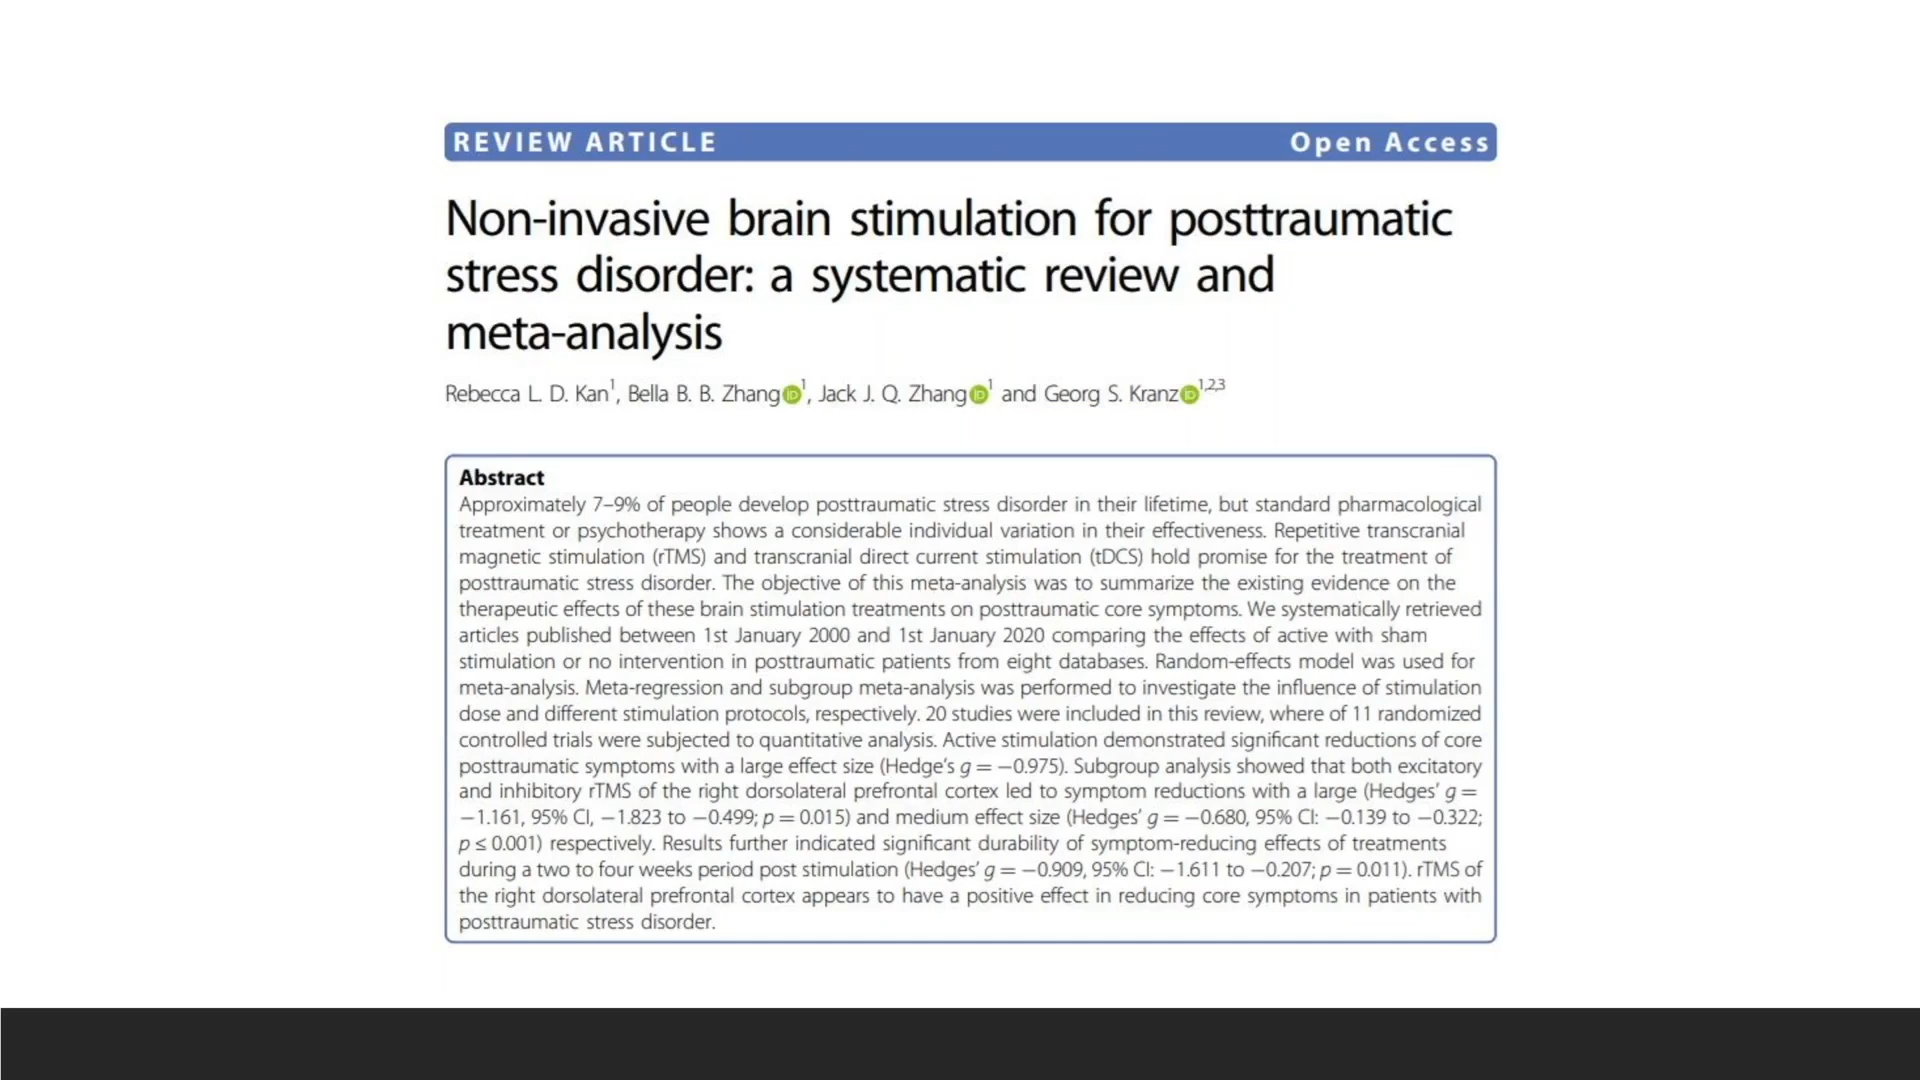 REVIEW ARTICLE Open Access
Non-invasive brain stimulation for posttraumatic
stress disorder: a systematic review and
meta-analysis
Rebecca L. D. Kan1, Bella B. B. Zhang iD 1, Jack J. Q. Zhang iD 1 and Georg S. Kranz iD 1,2,3
Abstract
Approximately 7–9% of people develop posttraumatic stress disorder in their lifetime, but standard pharmacological
treatment or psychotherapy shows a considerable individual variation in their effectiveness. Repetitive transcranial
magnetic stimulation (rTMS) and transcranial direct current stimulation (tDCS) hold promise for the treatment of
posttraumatic stress disorder. The objective of this meta-analysis was to summarize the existing evidence on the
therapeutic effects of these brain stimulation treatments on posttraumatic core symptoms. We systematically retrieved
articles published between 1st January 2000 and 1st January 2020 comparing the effects of active with sham
stimulation or no intervention in posttraumatic patients from eight databases. Random-effects model was used for
meta-analysis. Meta-regression and subgroup meta-analysis was performed to investigate the influence of stimulation
dose and different stimulation protocols, respectively. 20 studies were included in this review, where of 11 randomized
controlled trials were subjected to quantitative analysis. Active stimulation demonstrated significant reductions of core
posttraumatic symptoms with a large effect size (Hedge's g = −0.975). Subgroup analysis showed that both excitatory
and inhibitory rTMS of the right dorsolateral prefrontal cortex led to symptom reductions with a large (Hedges' g =
−1.161, 95% CI, −1.823 to −0.499; p = 0.015) and medium effect size (Hedges' g = −0.680, 95% CI: −0.139 to −0.322;
p ≤ 0.001) respectively. Results further indicated significant durability of symptom-reducing effects of treatments
during a two to four weeks period post stimulation (Hedges' g = −0.909, 95% CI: −1.611 to −0.207; p = 0.011). rTMS of
the right dorsolateral prefrontal cortex appears to have a positive effect in reducing core symptoms in patients with
posttraumatic stress disorder.